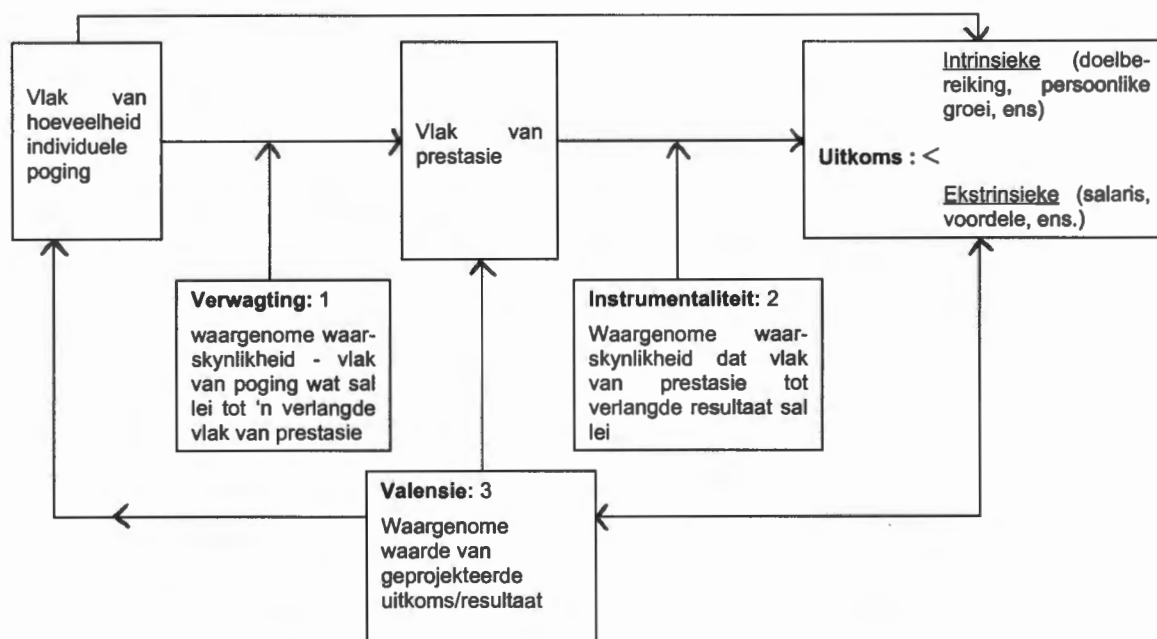 Vlak van
hoeveelheid
individuele
poging
Vlak van
prestasie
Intrinsieke (doelbe-
reiking, persoonlike
groei, ens)
Uitkoms : <
Ekstrinsieke (salaris,
voordele, ens.)
Verwagting: 1
waargenome waar-
skynlikheid - vlak
van poging wat sal
lei tot 'n verlangde
vlak van prestasie
Instrumentaliteit: 2
Waargenome waar-
skynlikheid dat vlak
van prestasie tot
verlangde resultaat sal
lei
Valensie: 3
Waargenome
waarde van
geprojekteerde
uitkoms/resultaat